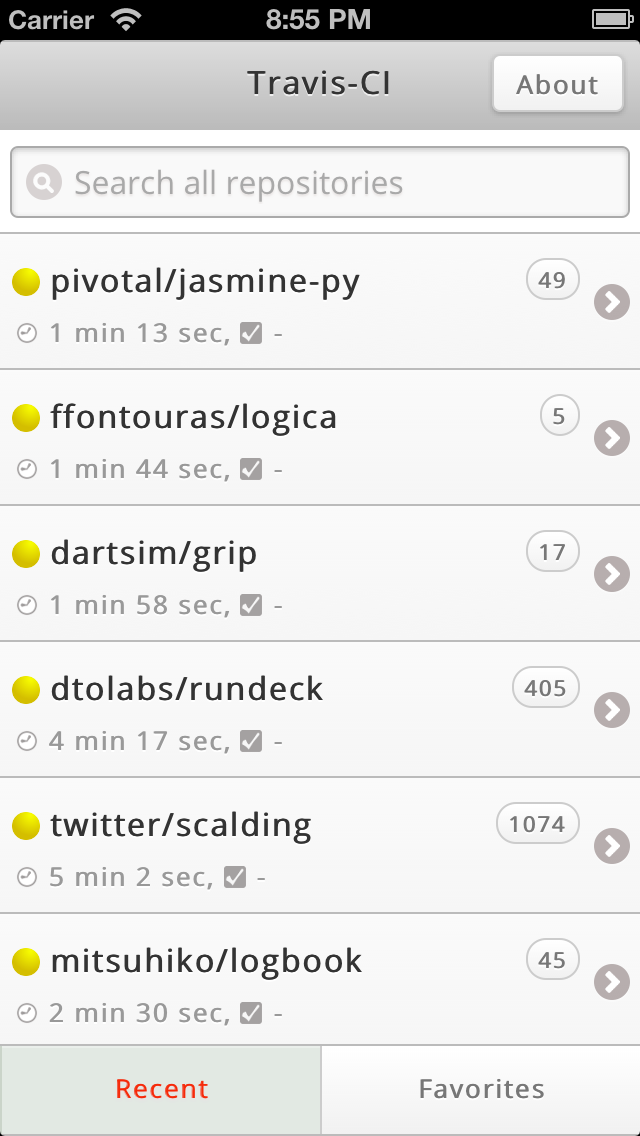 Carrier 8:55 PM
Travis-CI About
Search all repositories
pivotal/jasmine-py 49
1 min 13 sec, -
ffontouras/logica 5
1 min 44 sec, -
dartsim/grip 17
1 min 58 sec, -
dtolabs/rundeck 405
4 min 17 sec, -
twitter/scalding 1074
5 min 2 sec, -
mitsuhiko/logbook 45
2 min 30 sec, -
Recent Favorites